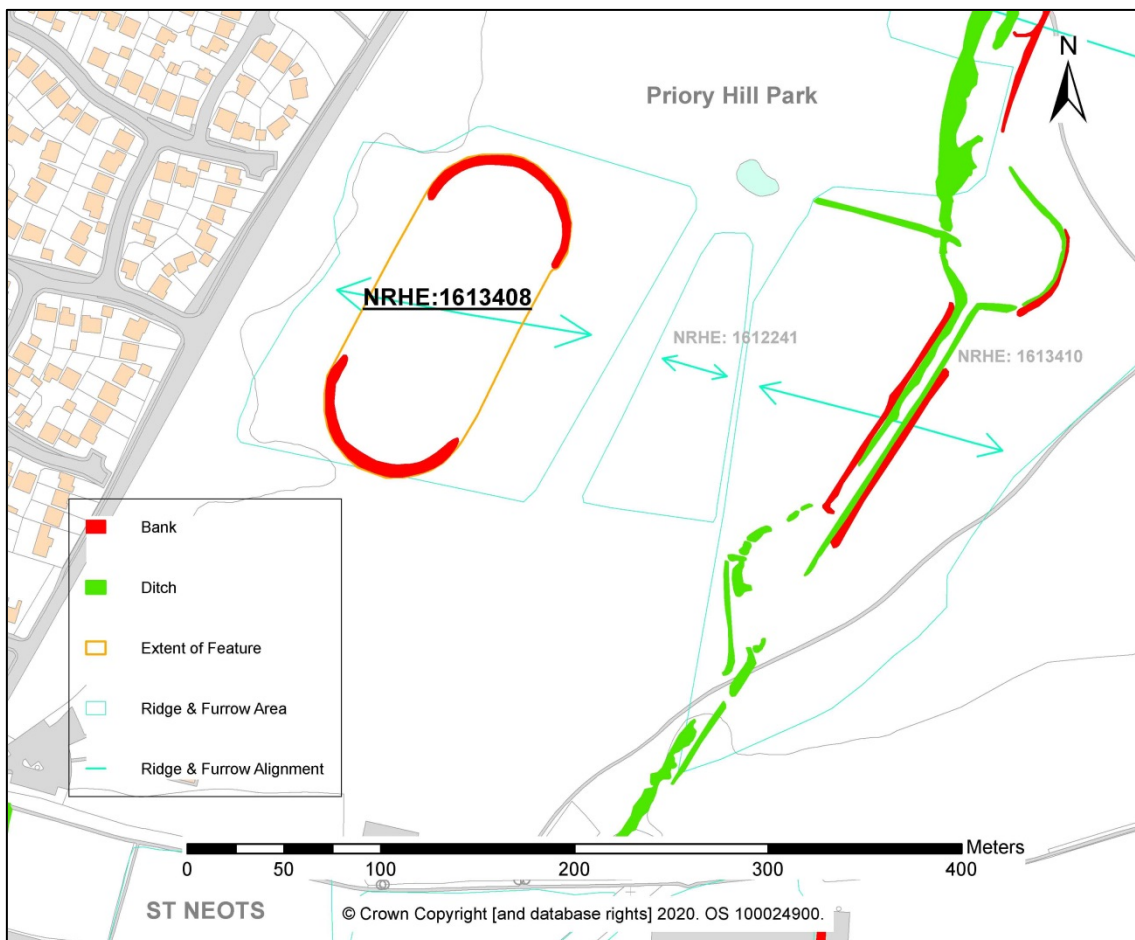 Priory Hill Park
N
NRHE:1613408
NRHE: 1612241
NRHE: 1613410
Bank
Ditch
Extent of Feature
Ridge & Furrow Area
Ridge & Furrow Alignment
Meters
0 50 100 200 300 400
ST NEOTS
© Crown Copyright [and database rights] 2020. OS 100024900.